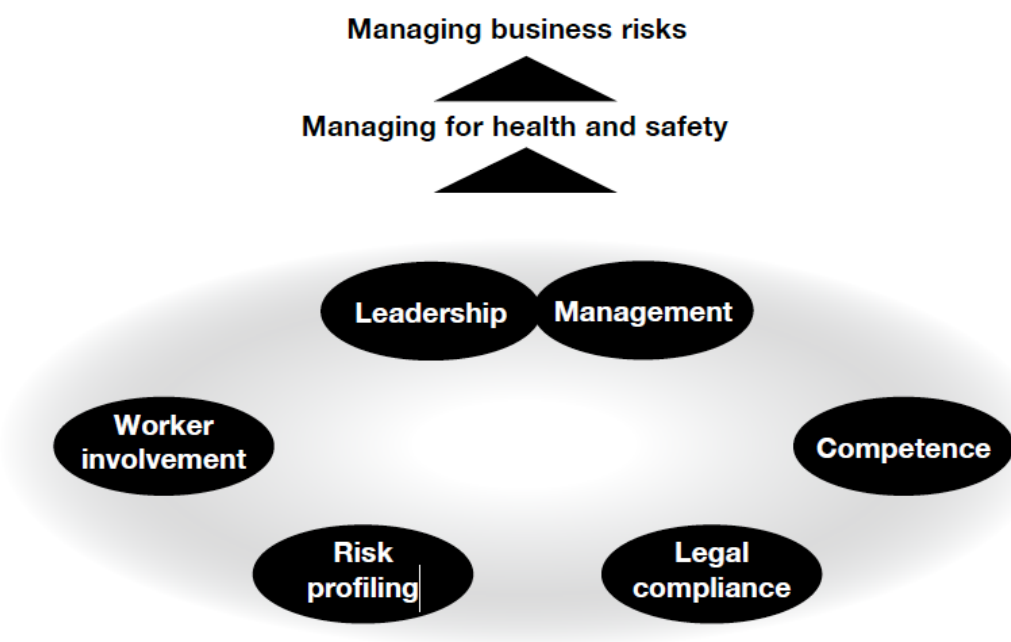 Managing business risks
Managing for health and safety
Leadership
Management
Worker
involvement
Competence
Risk
profiling
Legal
compliance